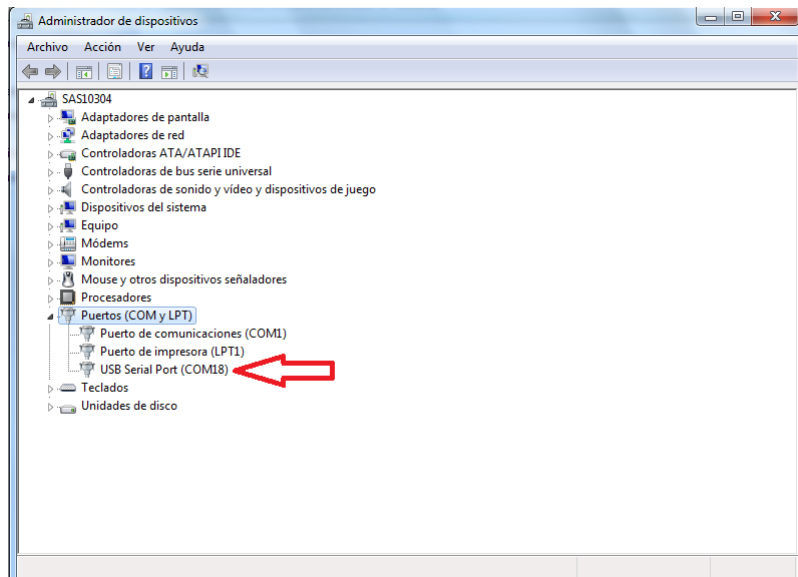 Administrador de dispositivos
Archivo Acción Ver Ayuda
SAS10304
Adaptadores de pantalla
Adaptadores de red
Controladoras ATA/ATAPI IDE
Controladoras de bus serie universal
Controladoras de sonido y vídeo y dispositivos de juego
Dispositivos del sistema
Equipo
Módems
Monitores
Mouse y otros dispositivos señaladores
Procesadores
Puertos (COM y LPT)
Puerto de comunicaciones (COM1)
Puerto de impresora (LPT1)
USB Serial Port (COM18)
Teclados
Unidades de disco